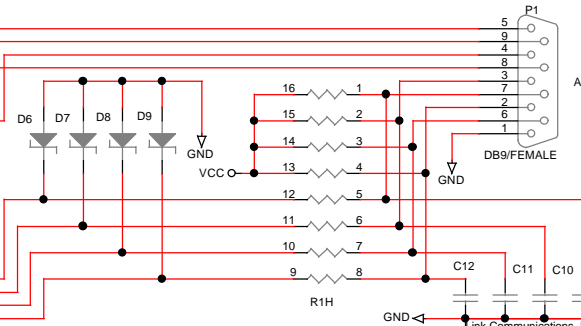 P1
5
9
4
8
3
7
2
6
1
A
DB9/FEMALE
GND
16 1
15 2
14 3
VCC 13 4
12 5
11 6
10 7
9 8
R1H
D6 D7 D8 D9
GND
C12 C11 C10
GND
Link Communications